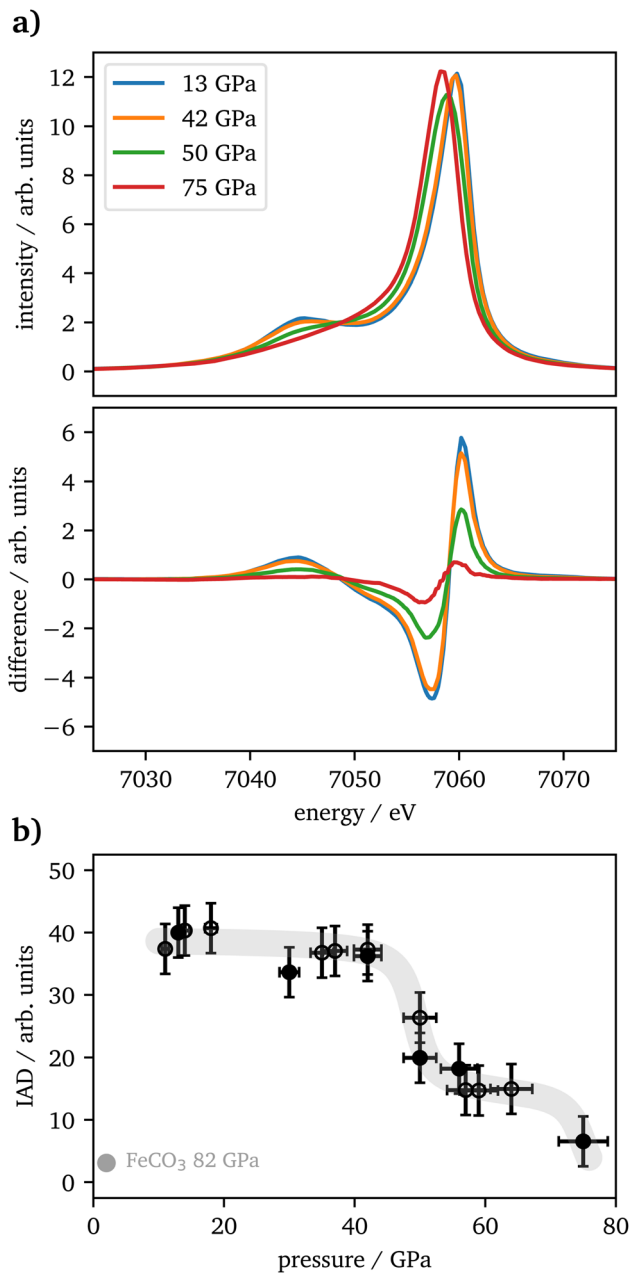 a)
12
10
8
6
4
2
0
intensity / arb. units
13 GPa
42 GPa
50 GPa
75 GPa
6
4
2
0
−2
−4
−6
difference / arb. units
7030 7040 7050 7060 7070
energy / eV
b)
50
40
30
20
10
0
IAD / arb. units
FeCO₃ 82 GPa
0 20 40 60 80
pressure / GPa